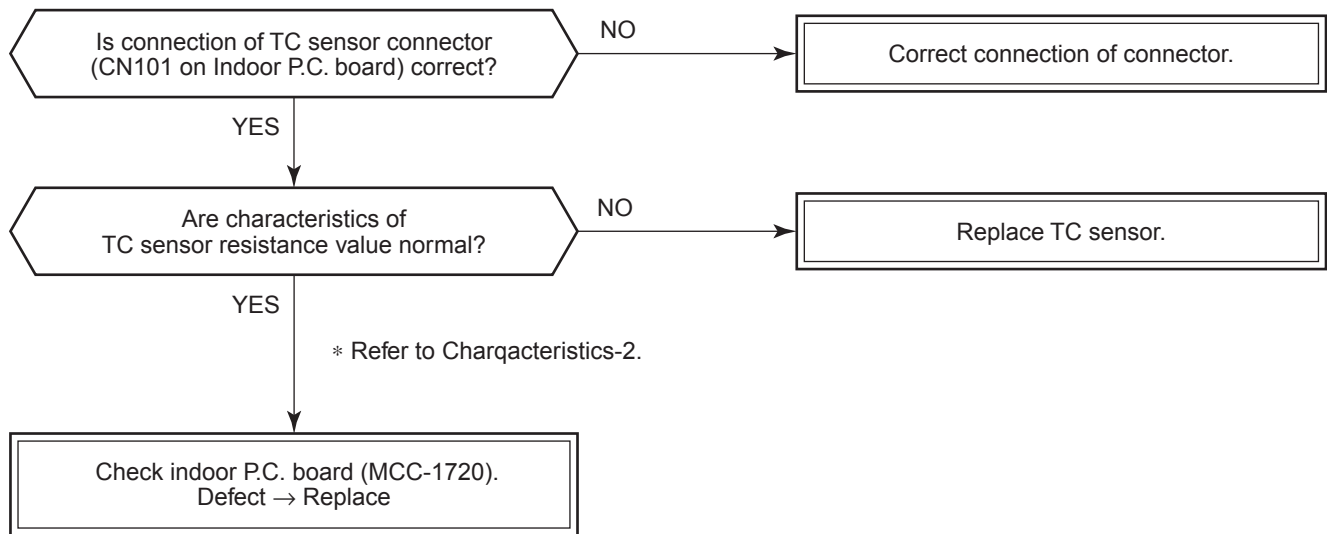 Is connection of TC sensor connector
(CN101 on Indoor P.C. board) correct?
NO
Correct connection of connector.
YES
Are characteristics of
TC sensor resistance value normal?
NO
Replace TC sensor.
YES
* Refer to Charqacteristics-2.
Check indoor P.C. board (MCC-1720).
Defect → Replace